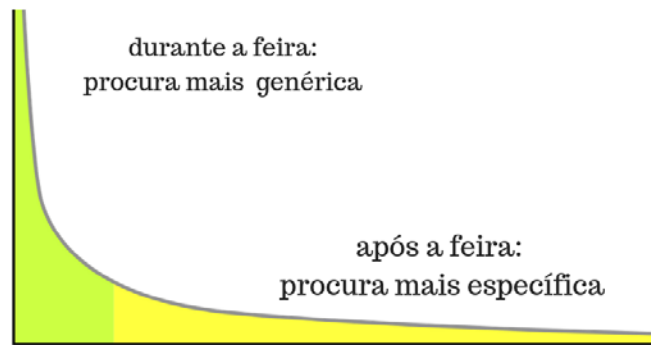 durante a feira:
procura mais genérica
após a feira:
procura mais específica